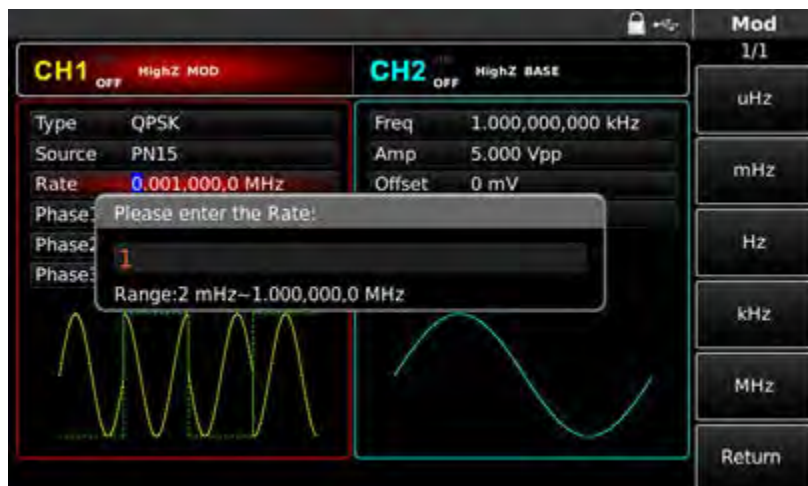 Mod
1/1
CH1 OFF HighZ MOD
CH2 OFF HighZ BASE
uHz
Type QPSK
Freq 1.000,000,000 kHz
Source PN15
Amp 5.000 Vpp
mHz
Rate 0.001,000,0 MHz
Offset 0 mV
Phase1
Please enter the Rate:
Phase2
1
Hz
Phase3
Range:2 mHz~1.000,000,0 MHz
kHz
MHz
Return